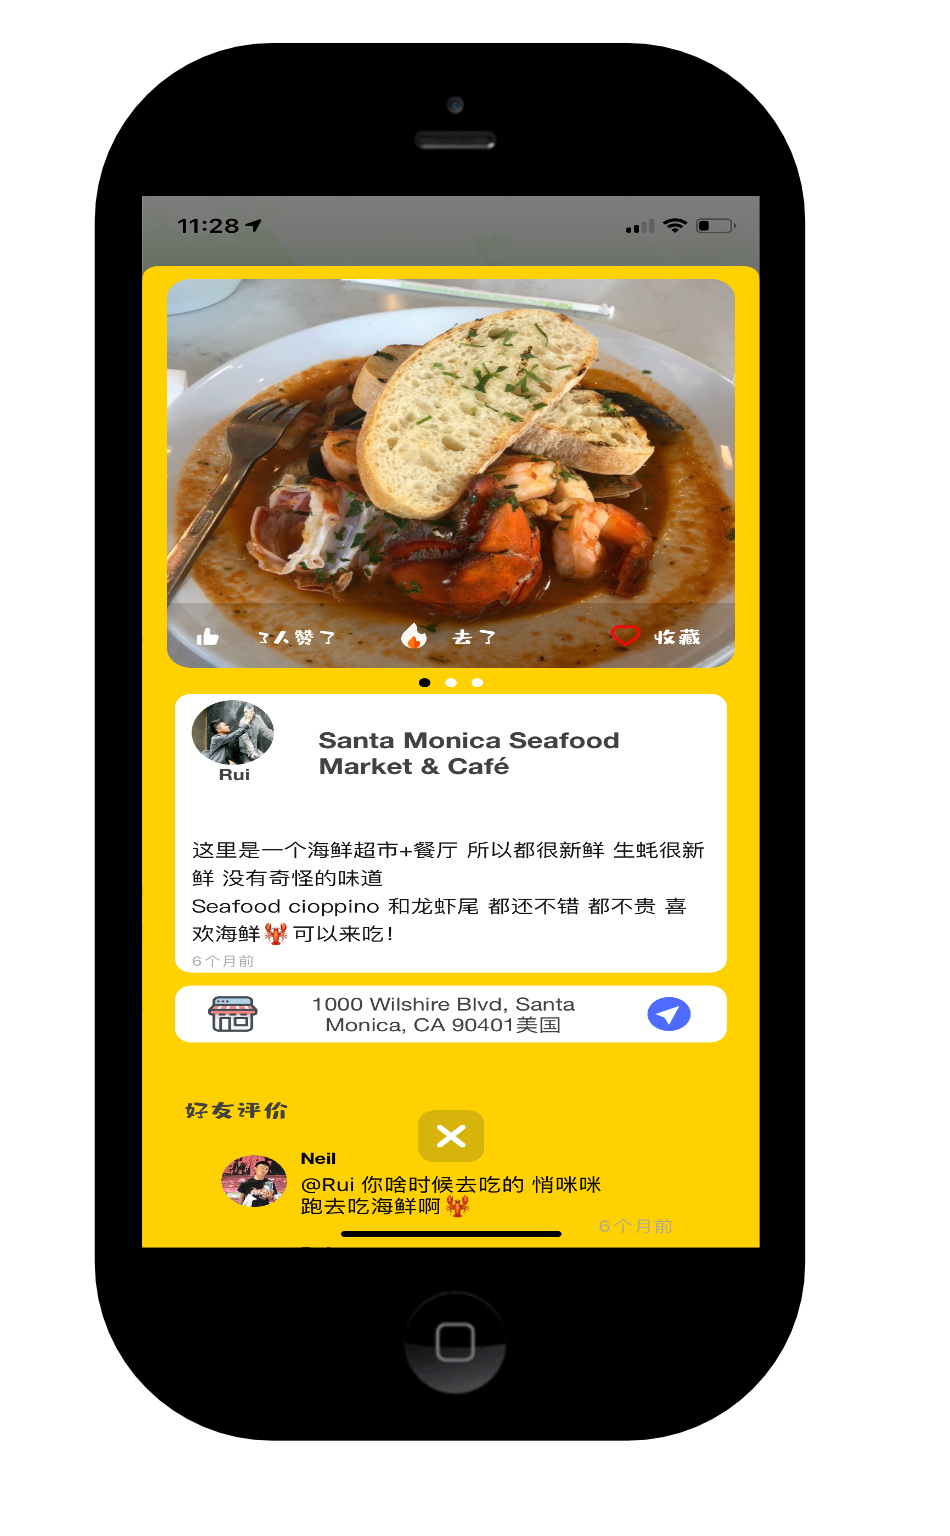 11:28
3人赞了 去了 收藏
Rui
Santa Monica Seafood
Market & Café
这里是一个海鲜超市+餐厅 所以都很新鲜 生蚝很新
鲜 没有奇怪的味道
Seafood cioppino 和龙虾尾 都还不错 都不贵 喜
欢海鲜🦞可以来吃!
6个月前
1000 Wilshire Blvd, Santa
Monica, CA 90401美国
好友评价
Neil
@Rui 你啥时候去吃的 悄咪咪
跑去吃海鲜啊🦞
6个月前